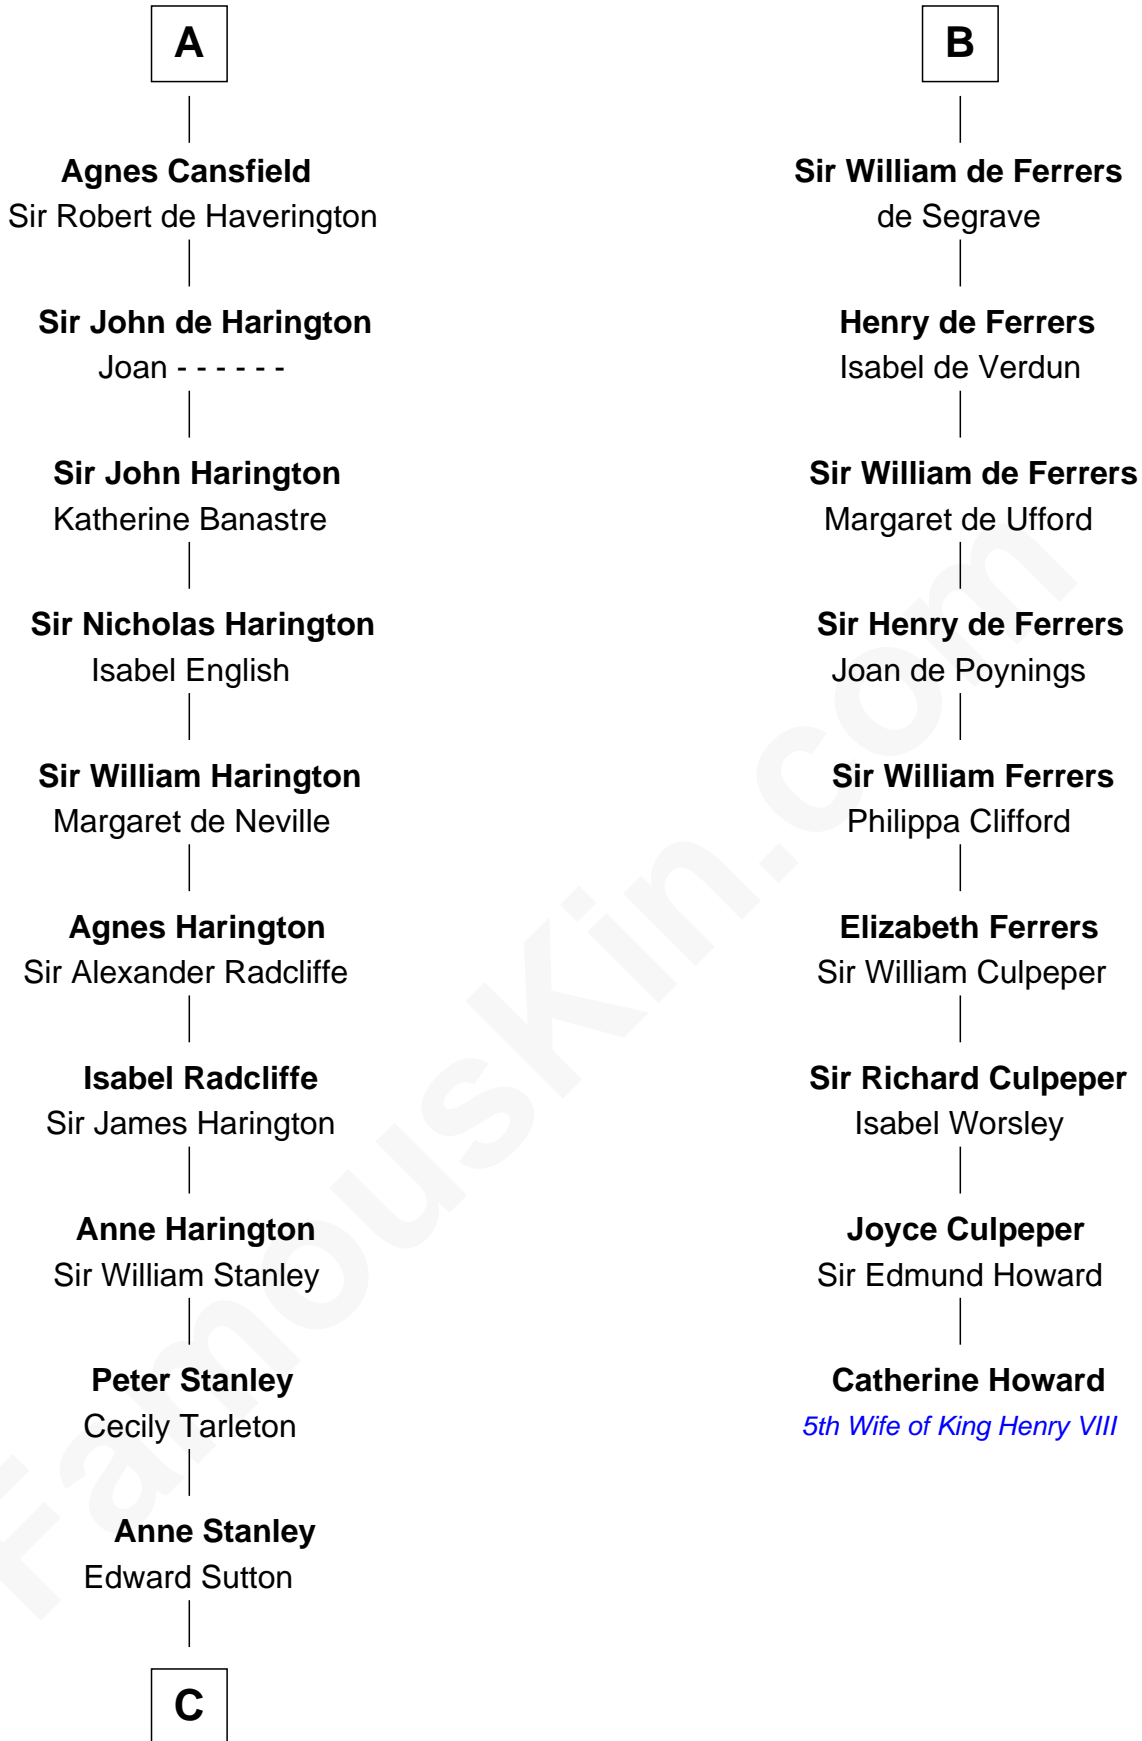 A
Agnes Cansfield
Sir Robert de Haverington
Sir John de Harington
Joan - - - - - -
Sir John Harington
Katherine Banastre
Sir Nicholas Harington
Isabel English
Sir William Harington
Margaret de Neville
Agnes Harington
Sir Alexander Radcliffe
Isabel Radcliffe
Sir James Harington
Anne Harington
Sir William Stanley
Peter Stanley
Cecily Tarleton
Anne Stanley
Edward Sutton
C
B
Sir William de Ferrers
de Segrave
Henry de Ferrers
Isabel de Verdun
Sir William de Ferrers
Margaret de Ufford
Sir Henry de Ferrers
Joan de Poynings
Sir William Ferrers
Philippa Clifford
Elizabeth Ferrers
Sir William Culpeper
Sir Richard Culpeper
Isabel Worsley
Joyce Culpeper
Sir Edmund Howard
Catherine Howard
5th Wife of King Henry VIII
FamousKin.com